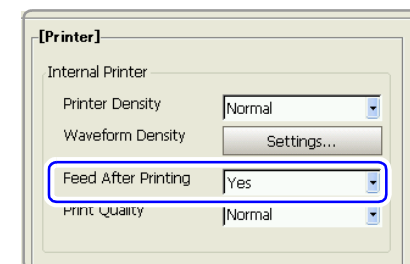 [Printer]
Internal Printer
Printer Density Normal
Waveform Density Settings...
Feed After Printing Yes
Print Quality Normal